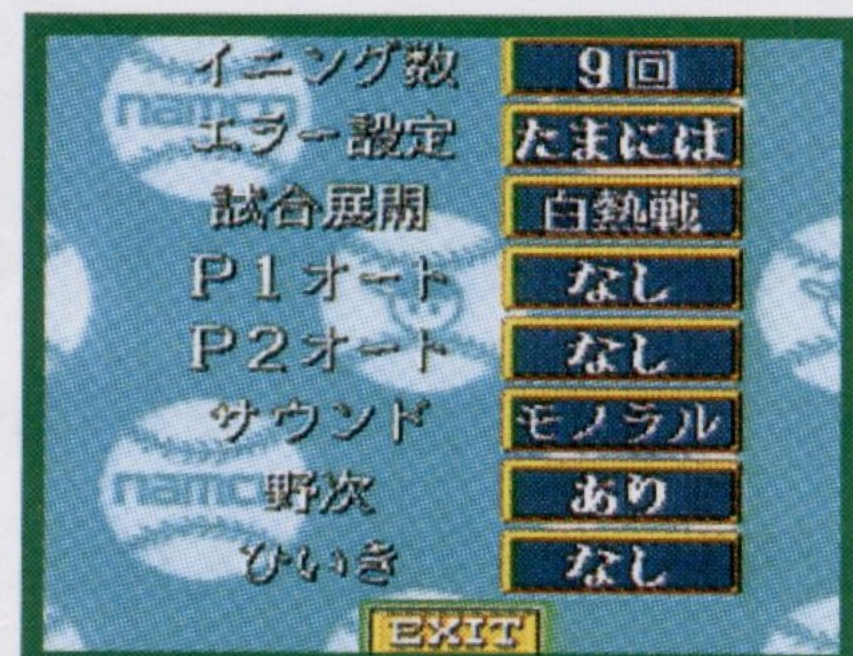 イニング数 9回
namco
エラー設定 たまには
試合展開 白熱戦
P1オート なし
P2オート なし
サウンド モノラル
namco
野次 あり
ひいき なし
EXIT